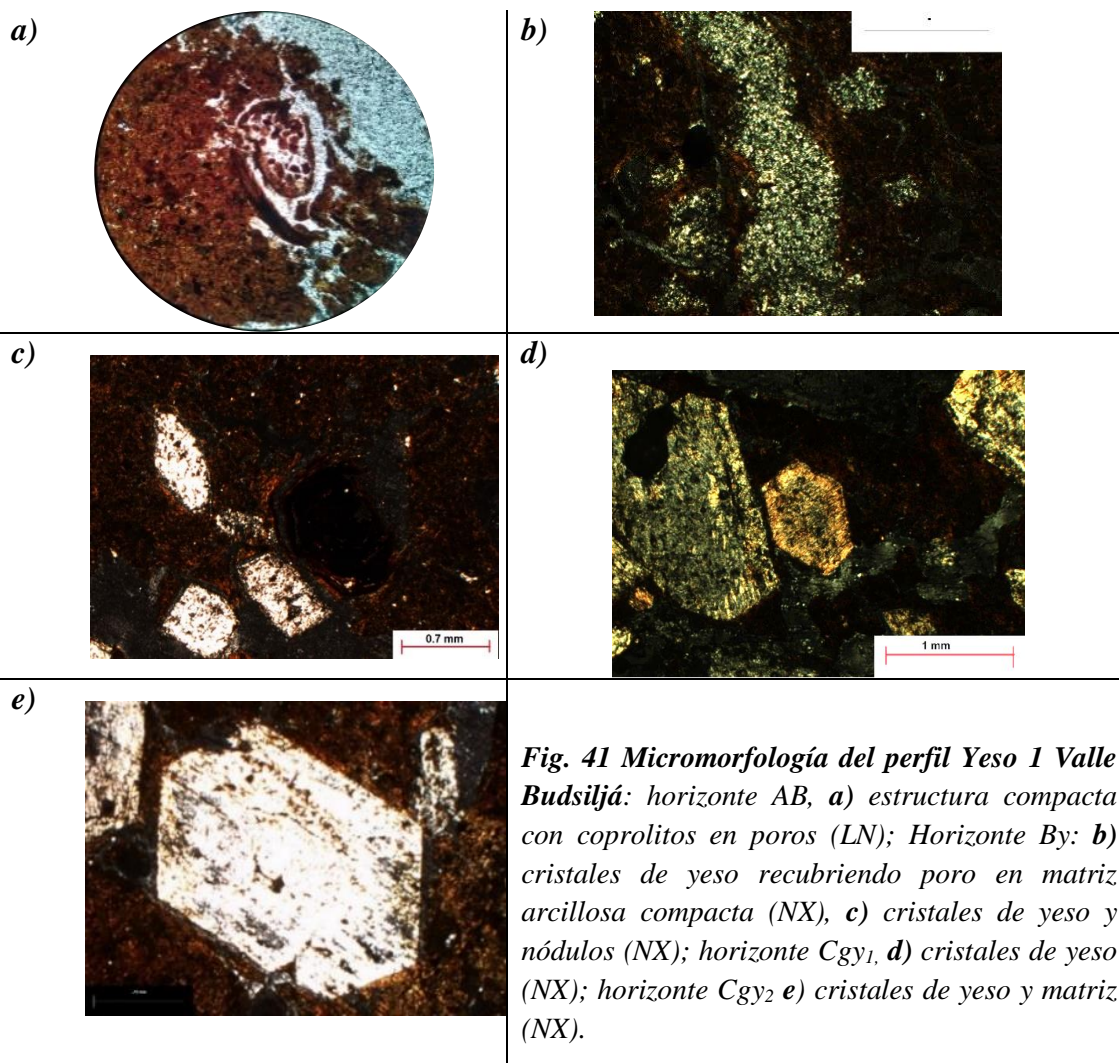 a)
b)
c)
0.7 mm
d)
1 mm
e)
Fig. 41 Micromorfología del perfil Yeso 1 Valle
Budsiljá: horizonte AB, a) estructura compacta
con coprolitos en poros (LN); Horizonte By: b)
cristales de yeso recubriendo poro en matriz
arcillosa compacta (NX), c) cristales de yeso y
nódulos (NX); horizonte Cgy1, d) cristales de yeso
(NX); horizonte Cgy2 e) cristales de yeso y matriz
(NX).